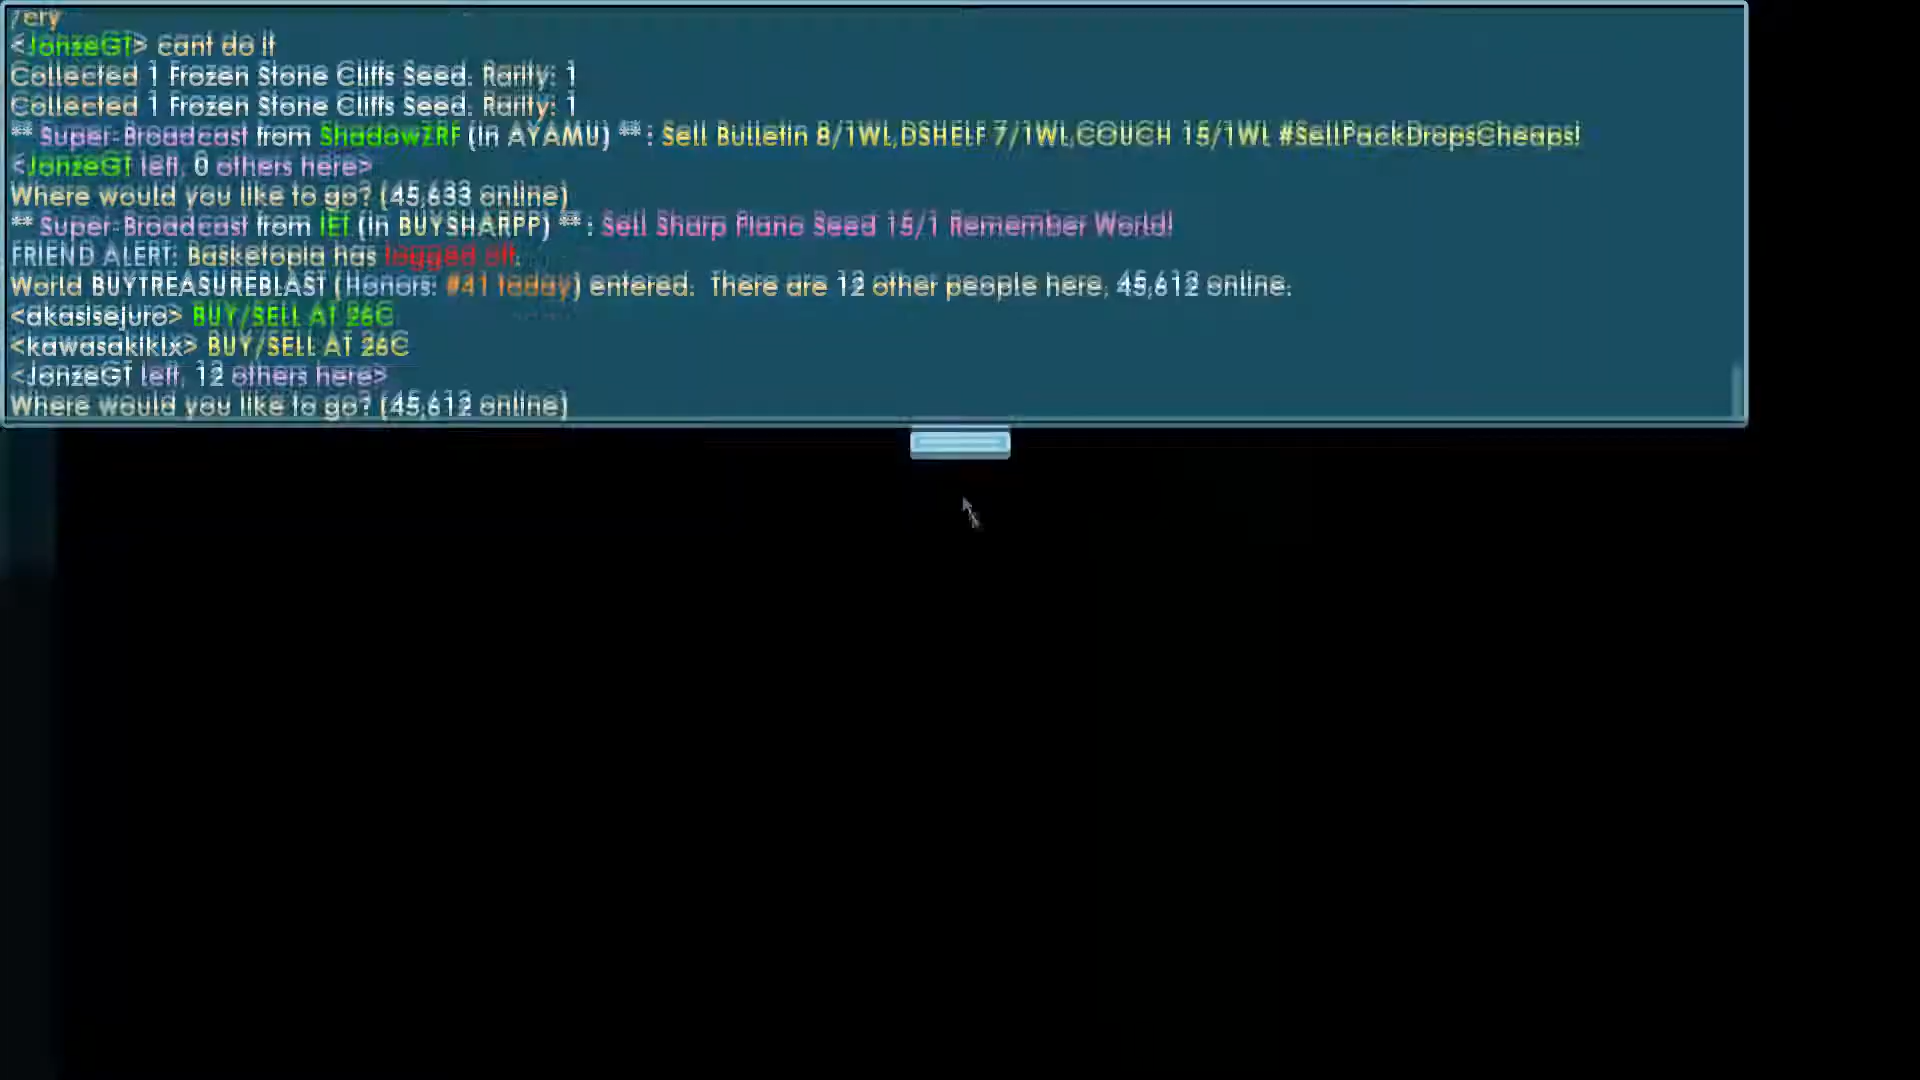 /cry
<JonzeGT> cant do it
Collected 1 Frozen Stone Cliffs Seed. Rarity: 1
Collected 1 Frozen Stone Cliffs Seed. Rarity: 1
** Super-Broadcast from ShadowZRF (in AYAMU) ** : Sell Bulletin 8/1WL,DSHELF 7/1WL,COUCH 15/1WL #SellPackDropsCheaps!
<JonzeGT left, 0 others here>
Where would you like to go? (45,633 online)
** Super-Broadcast from (in BUYSHARPP) ** : Sell Sharp Piano Seed 15/1 Remember World!
FRIEND ALERT: Basketopia has logged off.
World BUYTREASUREBLAST (Honors: #41 today) entered. There are 12 other people here, 45,612 online.
<akasisejuro> BUY/SELL AT 26C
<kawasakiklx> BUY/SELL AT 26C
<JonzeGT left, 12 others here>
Where would you like to go? (45,612 online)